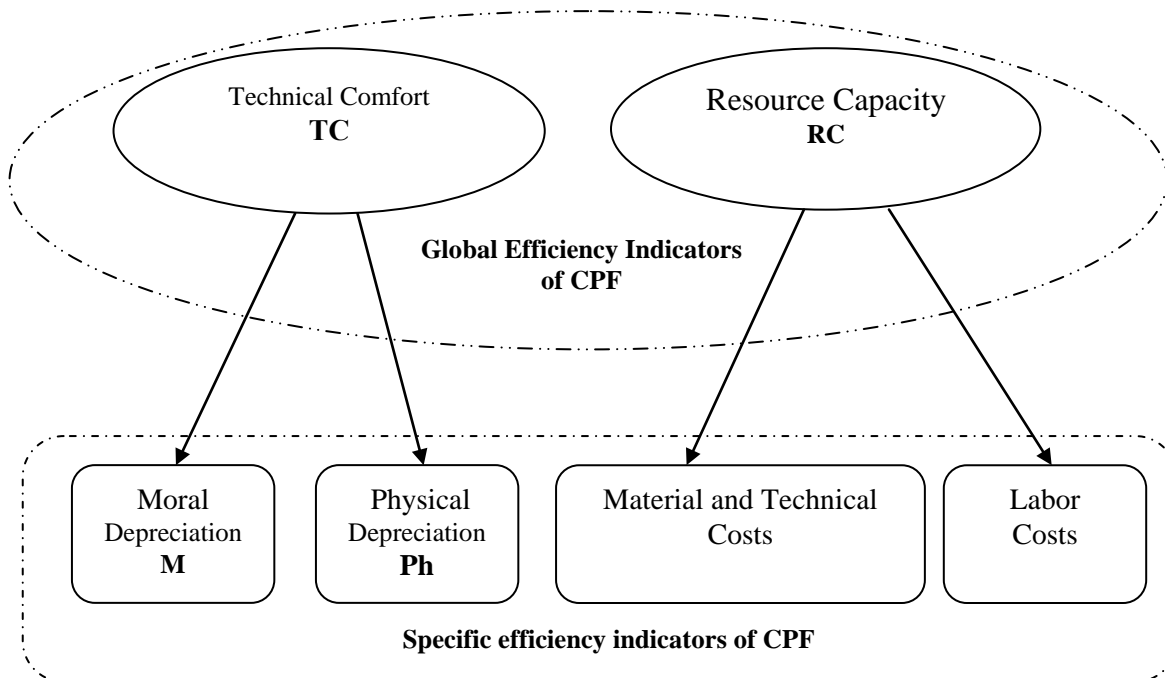 Technical Comfort
TC
Resource Capacity
RC
Global Efficiency Indicators
of CPF
Moral
Depreciation
M
Physical
Depreciation
Ph
Material and Technical
Costs
Labor
Costs
Specific efficiency indicators of CPF